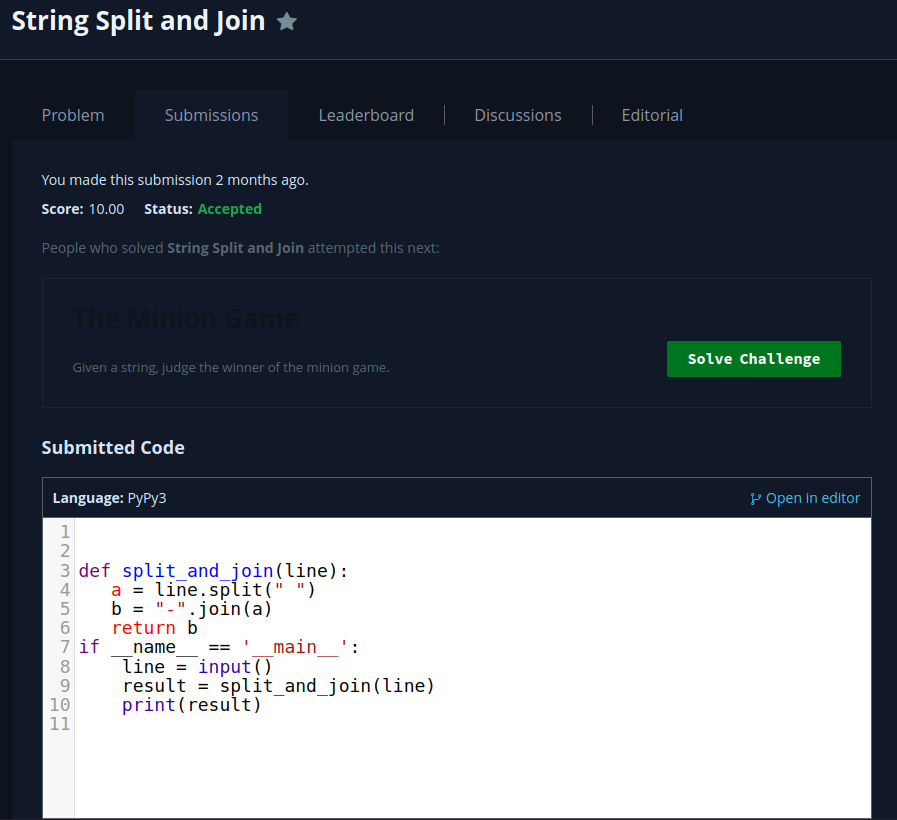 String Split and Join
Problem Submissions Leaderboard Discussions Editorial
You made this submission 2 months ago.
Score: 10.00 Status: Accepted
People who solved String Split and Join attempted this next:
The Minion Game
Given a string, judge the winner of the minion game.
Solve Challenge
Submitted Code
Language: PyPy3 Open in editor
1
2
3 def split_and_join(line):
4    a = line.split(" ")
5    b = "-".join(a)
6    return b
7 if __name__ == '__main__':
8     line = input()
9     result = split_and_join(line)
10     print(result)
11